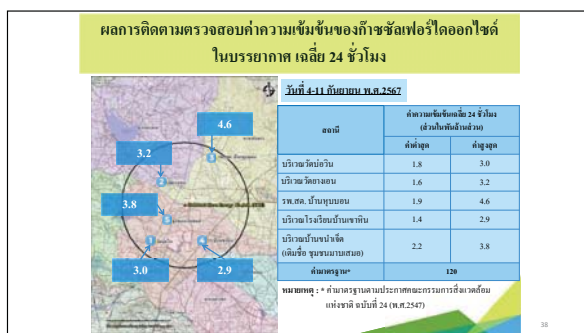 ผลการติดตามตรวจสอบค่าความเข้มข้นของก๊าซซัลเฟอร์ไดออกไซด์
ในบรรยากาศ เฉลี่ย 24 ชั่วโมง
วันที่ 4-11 กันยายน พ.ศ.2567
สถานี
ค่าความเข้มข้นเฉลี่ย 24 ชั่วโมง
(ส่วนในพันล้านส่วน)
ค่าต่ำสุด ค่าสูงสุด
บริเวณวัดบ่อวิน 1.8 3.0
บริเวณวัดยางเอน 1.6 3.2
รพ.สต. บ้านหุบบอน 1.9 4.6
บริเวณโรงเรียนบ้านเขาหิน 1.4 2.9
บริเวณบ้านชนำเจ็ด
(เดิมชื่อ ชุมชนมาบเสมอ) 2.2 3.8
ค่ามาตรฐาน* 120
หมายเหตุ : * ค่ามาตรฐานตามประกาศคณะกรรมการสิ่งแวดล้อม
แห่งชาติ ฉบับที่ 24 (พ.ศ.2547)
4.6
3.2
3
2
3.8
5
1
4
3.0
2.9
38